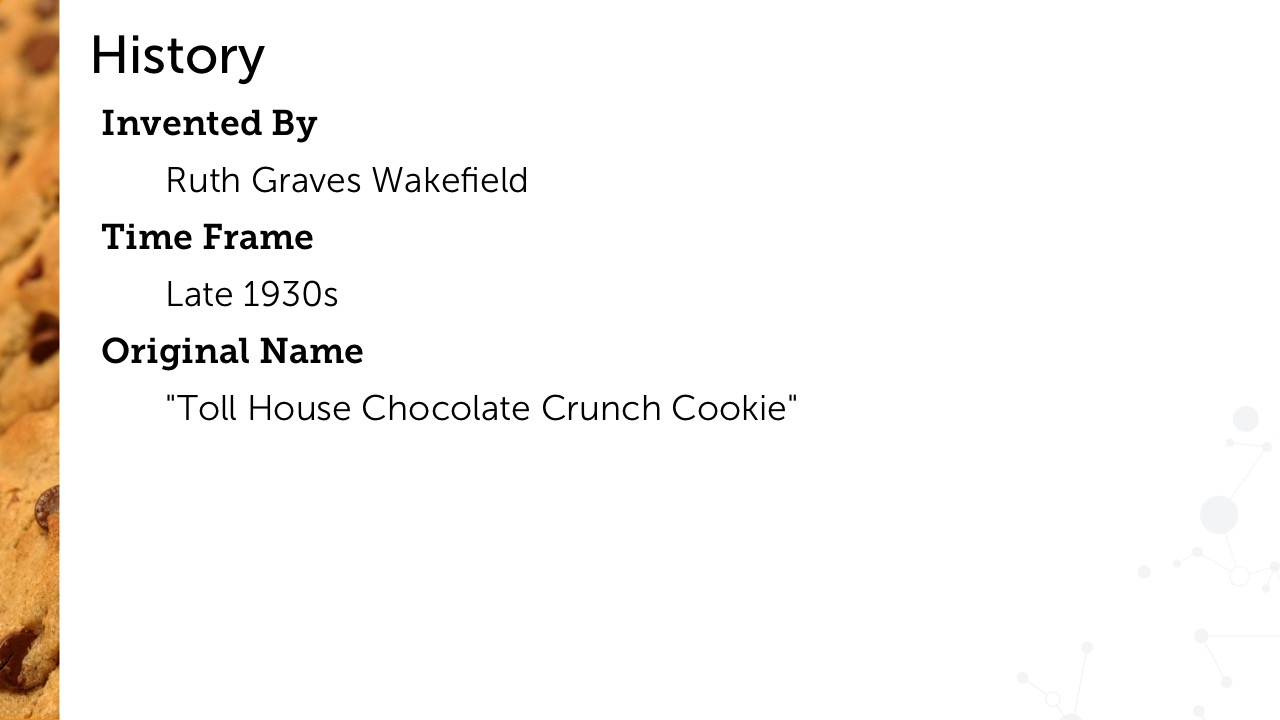 History
Invented By
Ruth Graves Wakefield
Time Frame
Late 1930s
Original Name
"Toll House Chocolate Crunch Cookie"